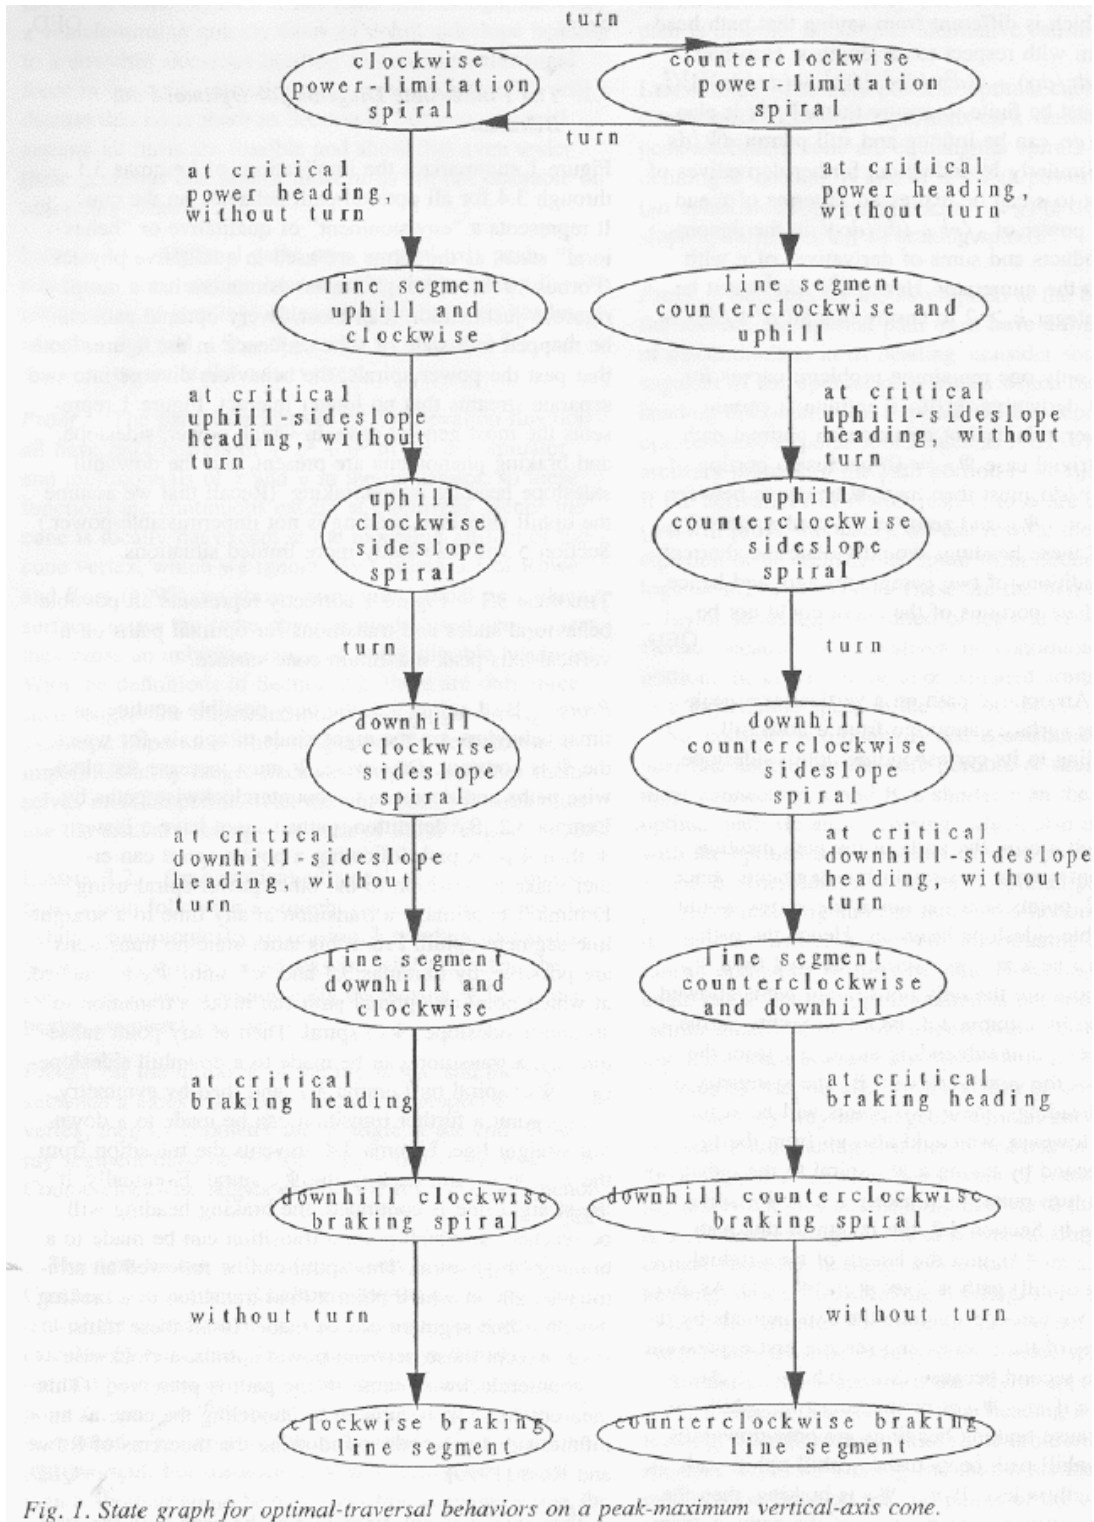 turn
clockwise
power-limitation
spiral
counterclockwise
power-limitation
spiral
turn
at critical
power heading,
without turn
at critical
power heading,
without turn
line segment
uphill and
clockwise
line segment
counterclockwise and
uphill
at critical
uphill-sideslope
heading, without
turn
at critical
uphill-slopeslope
heading, without
turn
uphill
clockwise
sideslope
spiral
uphill
counterclockwise
sideslope
spiral
turn
turn
downhill
clockwise
sideslope
spiral
downhill
counterclockwise
sideslope
spiral
at critical
downhill-sideslope
heading, without
turn
at critical
downhill-sideslope
heading, without
turn
line segment
downhill and
clockwise
line segment
counterclockwise
and downhill
at critical
braking heading
at critical
braking heading
downhill clockwise
braking spiral
downhill counterclockwise
braking spiral
without turn
without turn
clockwise braking
line segment
counterclockwise braking
line segment
Fig. 1. State graph for optimal-traversal behaviors on a peak-maximum vertical-axis cone.